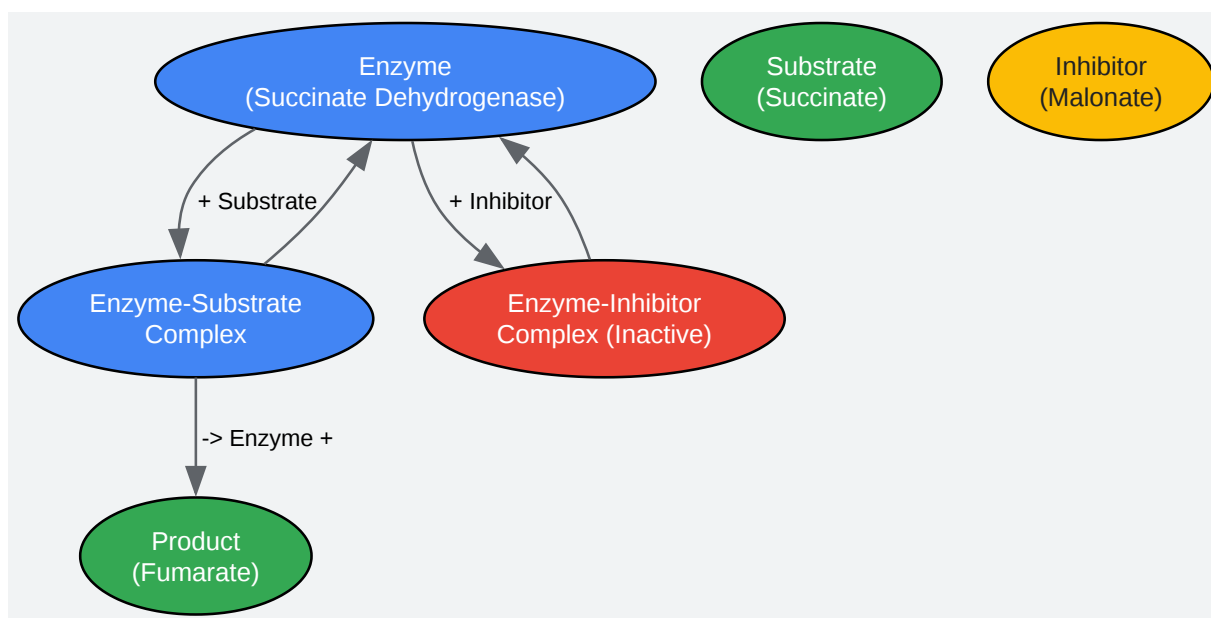 Enzyme
(Succinate Dehydrogenase)
Substrate
(Succinate)
Inhibitor
(Malonate)
+ Substrate
+ Inhibitor
Enzyme-Substrate
Complex
Enzyme-Inhibitor
Complex (Inactive)
-> Enzyme +
Product
(Fumarate)